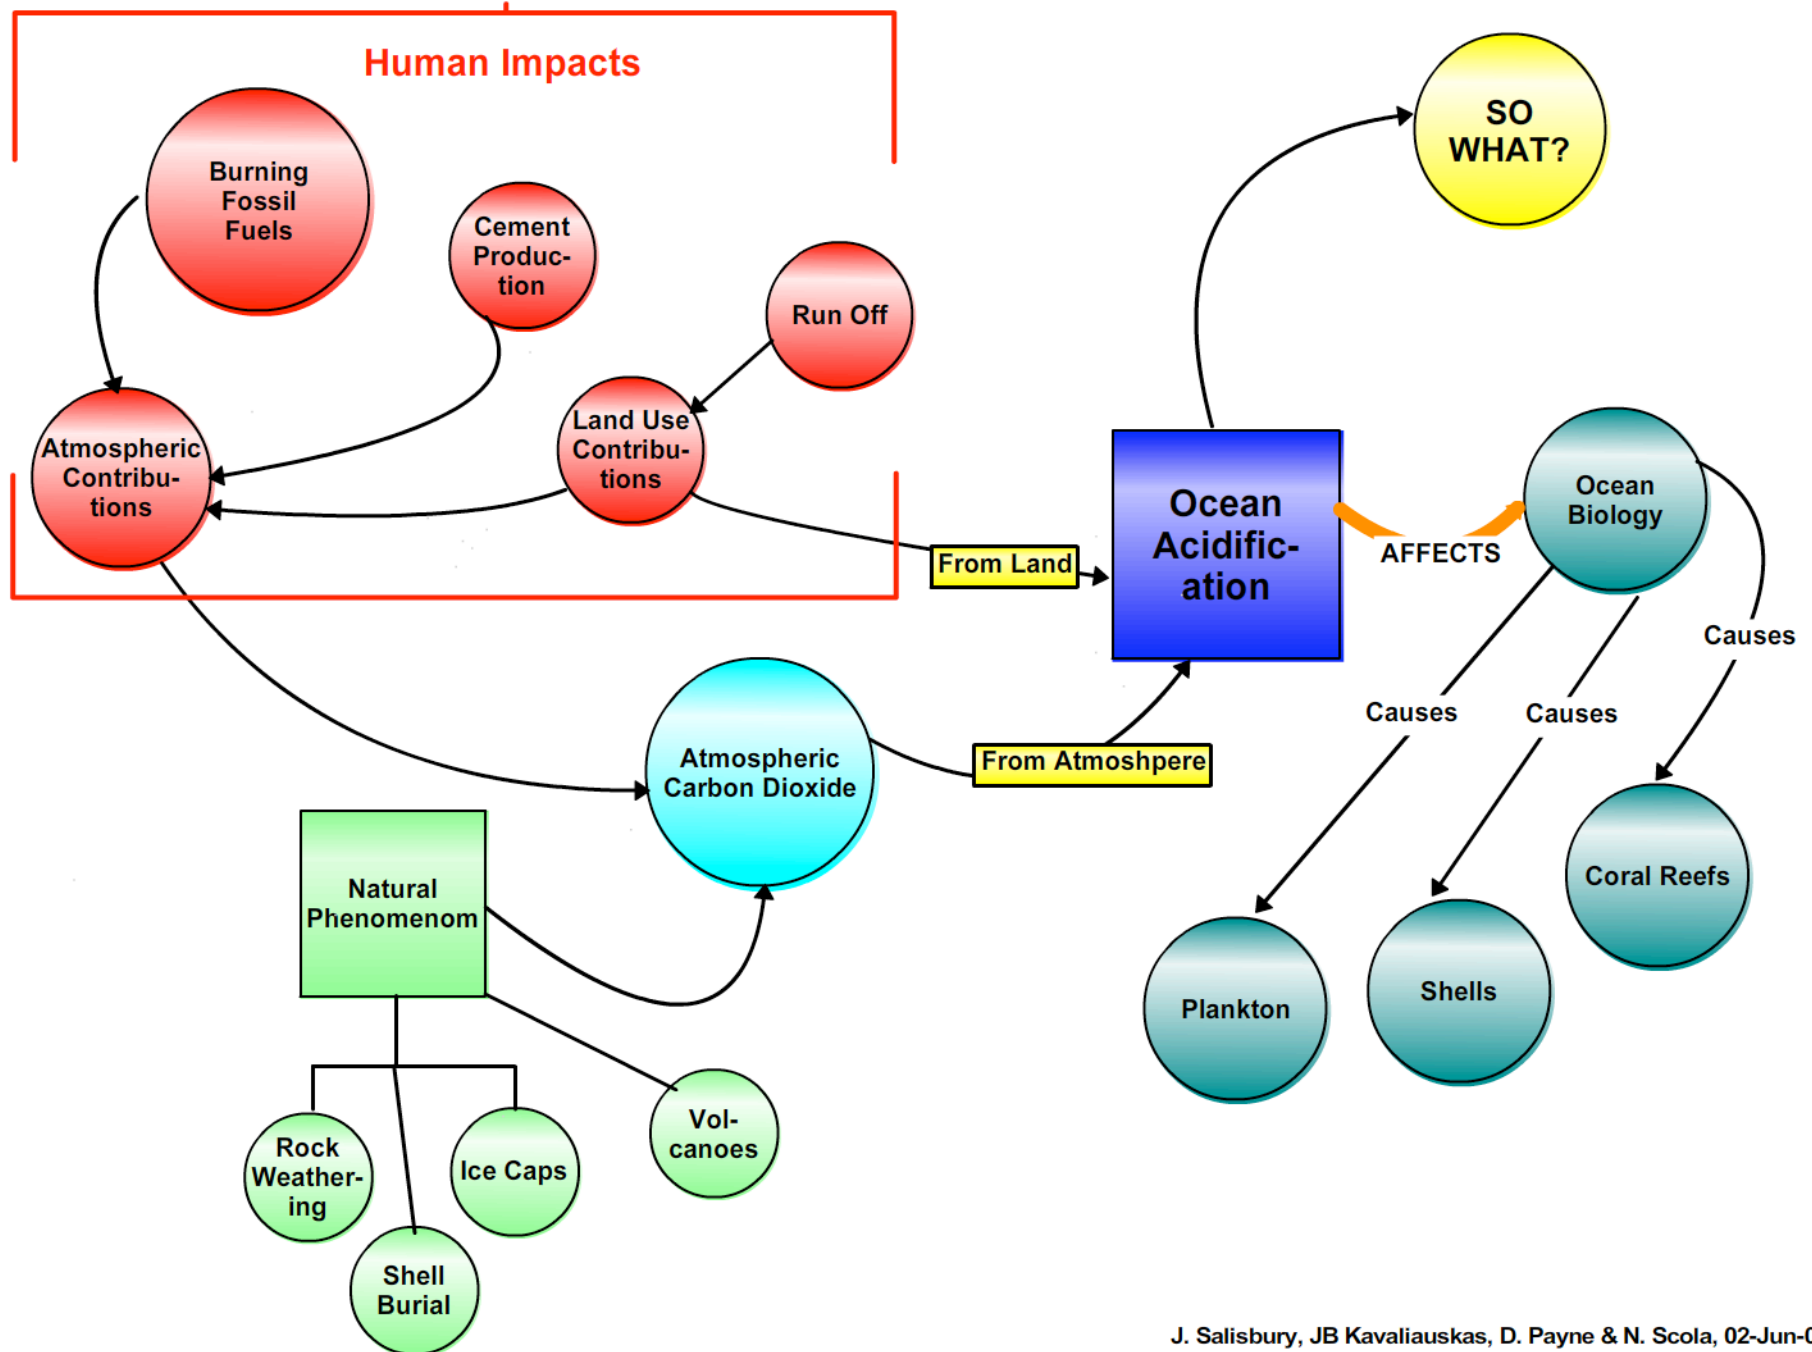 Human Impacts
Burning
Fossil
Fuels
Cement
Produc-
tion
Run Off
Atmospheric
Contribu-
tions
Land Use
Contribu-
tions
SO
WHAT?
From Land
Ocean
Acidific-
ation
AFFECTS
Ocean
Biology
Causes
Causes
Causes
Atmospheric
Carbon Dioxide
From Atmoshpere
Natural
Phenomenom
Coral Reefs
Shells
Plankton
Rock
Weather-
ing
Shell
Burial
Ice Caps
Vol-
canoes
J. Salisbury, JB Kavaliauskas, D. Payne & N. Scola, 02-Jun-0